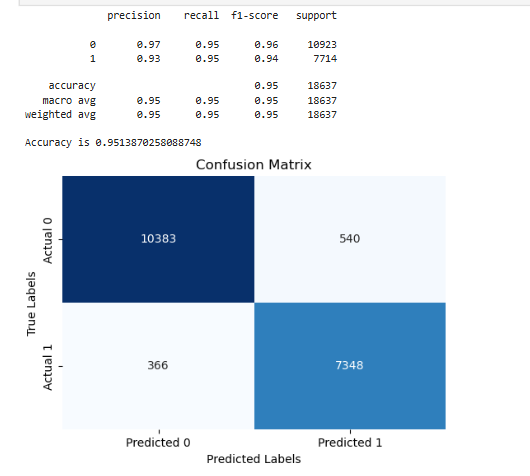 precision recall f1-score support
0 0.97 0.95 0.96 10923
1 0.93 0.95 0.94 7714
accuracy 0.95 18637
macro avg 0.95 0.95 0.95 18637
weighted avg 0.95 0.95 0.95 18637
Accuracy is 0.9513870258088748
Confusion Matrix
True Labels
Actual 0
10383 540
Actual 1
366 7348
Predicted 0 Predicted 1
Predicted Labels